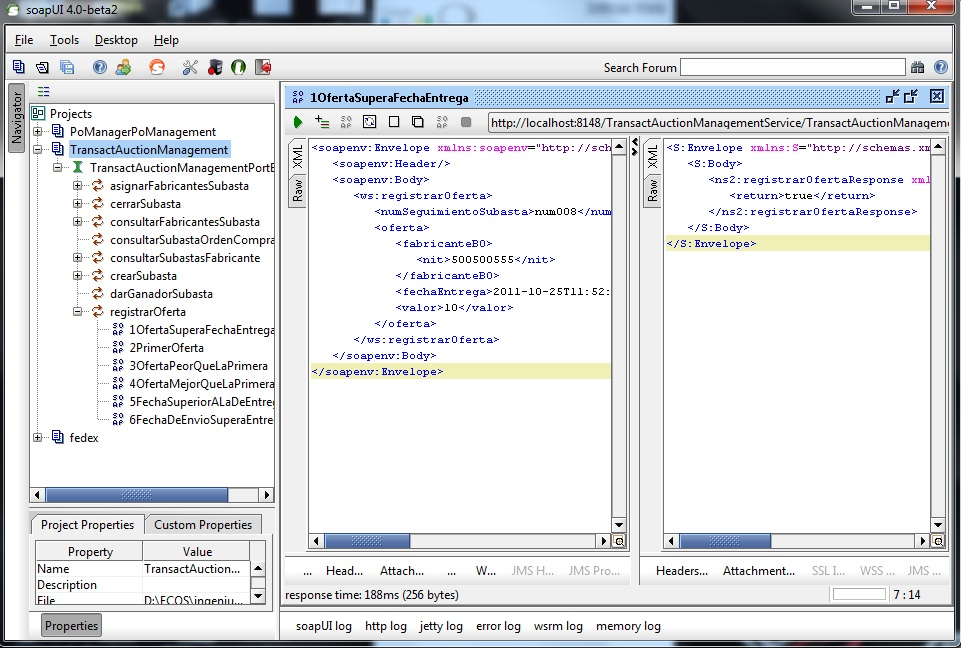 soapUI 4.0-beta2
File Tools Desktop Help
Search Forum
Navigator
Projects
PoManagerPoManagement
TransactAuctionManagement
TransactAuctionManagementPortB
asignarFabricantesSubasta
cerrarSubasta
consultarFabricantesSubasta
consultarSubastaOrdenCompra
consultarSubastasFabricante
crearSubasta
darGanadorSubasta
registrarOferta
1OfertaSuperaFechaEntrega
2PrimerOferta
3OfertaPeorQueLaPrimera
4OfertaMejorQueLaPrimera
5FechaSuperiorALaDeEntre
6FechaDeEnvioSuperaEntre
fedex
Project Properties Custom Properties
Property Value
Name TransactAuction...
Description
File D:\ECOS\ingeniu...
Properties
1OfertaSuperaFechaEntrega
http://localhost:8148/TransactAuctionManagementService/TransactAuctionManageme
XML
Raw
<soapenv:Envelope xmlns:soapenv="http://sch
<soapenv:Header/>
<soapenv:Body>
<ws:registrarOferta>
<numSeguimientoSubasta>num008</num
<oferta>
<fabricanteBO>
<nit>500500555</nit>
</fabricanteBO>
<fechaEntrega>2011-10-25T11:52:
<valor>10</valor>
</oferta>
</ws:registrarOferta>
</soapenv:Body>
</soapenv:Envelope>
XML
Raw
<S:Envelope xmlns:S="http://schemas.xm
<S:Body>
<ns2:registrarOfertaResponse xml
<return>true</return>
</ns2:registrarOfertaResponse>
</S:Body>
</S:Envelope>
... Head... Attach... ... W... JMS H... JMS Pro...
Headers... Attachment... SSL I... WSS ... JMS ...
response time: 188ms (256 bytes)
7 : 14
soapUI log http log jetty log error log wsrm log memory log